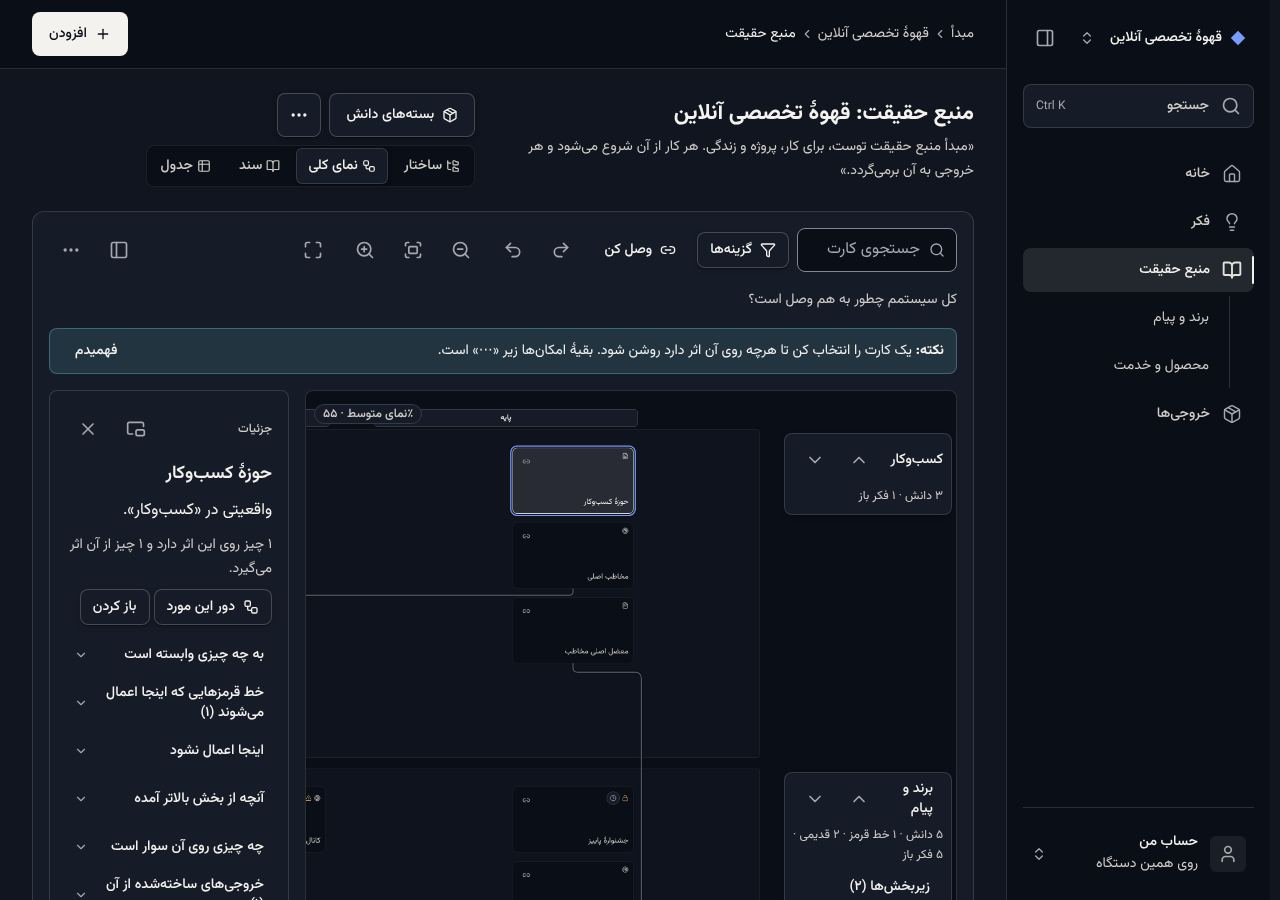 قهوهٔ تخصصی آنلاین
جستجو
Ctrl K
خانه
فکر
منبع حقیقت
برند و پیام
محصول و خدمت
خروجی‌ها
حساب من
روی همین دستگاه
مبدأ › قهوهٔ تخصصی آنلاین › منبع حقیقت
افزودن
منبع حقیقت: قهوهٔ تخصصی آنلاین
«مبدأ منبع حقیقت توست، برای کار، پروژه و زندگی. هر کار از آن شروع می‌شود و هر
خروجی به آن برمی‌گردد.»
بسته‌های دانش
ساختار
نمای کلی
سند
جدول
جستجوی کارت
گزینه‌ها
وصل کن
کل سیستمم چطور به هم وصل است؟
نکته: یک کارت را انتخاب کن تا هرچه روی آن اثر دارد روشن شود. بقیهٔ امکان‌ها زیر «⋯» است.
فهمیدم
کسب‌وکار
۳ دانش · ۱ فکر باز
برند و
پیام
۵ دانش · ۱ خط قرمز · ۲ قدیمی ·
۵ فکر باز
زیربخش‌ها (۲)
پایه
٪نمای متوسط · ۵۵
حوزهٔ کسب‌وکار
مخاطب اصلی
معضل اصلی مخاطب
جشنوارهٔ پاییز
کانال
جزئیات
حوزهٔ کسب‌وکار
واقعیتی در «کسب‌وکار».
۱ چیز روی این اثر دارد و ۱ چیز از آن اثر
می‌گیرد.
دور این مورد
باز کردن
به چه چیزی وابسته است
خط قرمزهایی که اینجا اعمال
می‌شوند (۱)
اینجا اعمال نشود
آنچه از بخش بالاتر آمده
چه چیزی روی آن سوار است
خروجی‌های ساخته‌شده از آن